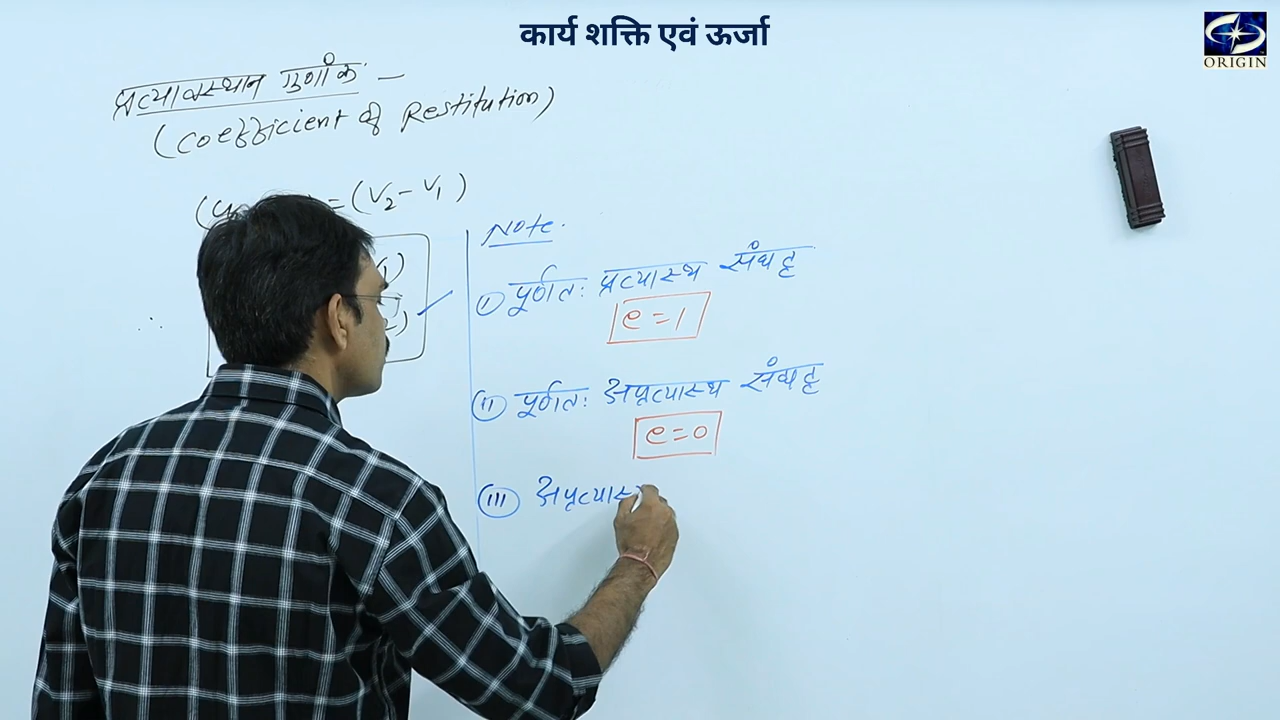 कार्य शक्ति एवं ऊर्जा
ORIGIN
प्रत्यावस्थान गुणांक -
(Coefficient of Restitution)
= (V₂ - V₁)
Note.
(I) पूर्णतः प्रत्यास्थ संघट्ट
e = 1
(II) पूर्णतः अप्रत्यास्थ संघट्ट
e = 0
(III) अप्रत्यास्